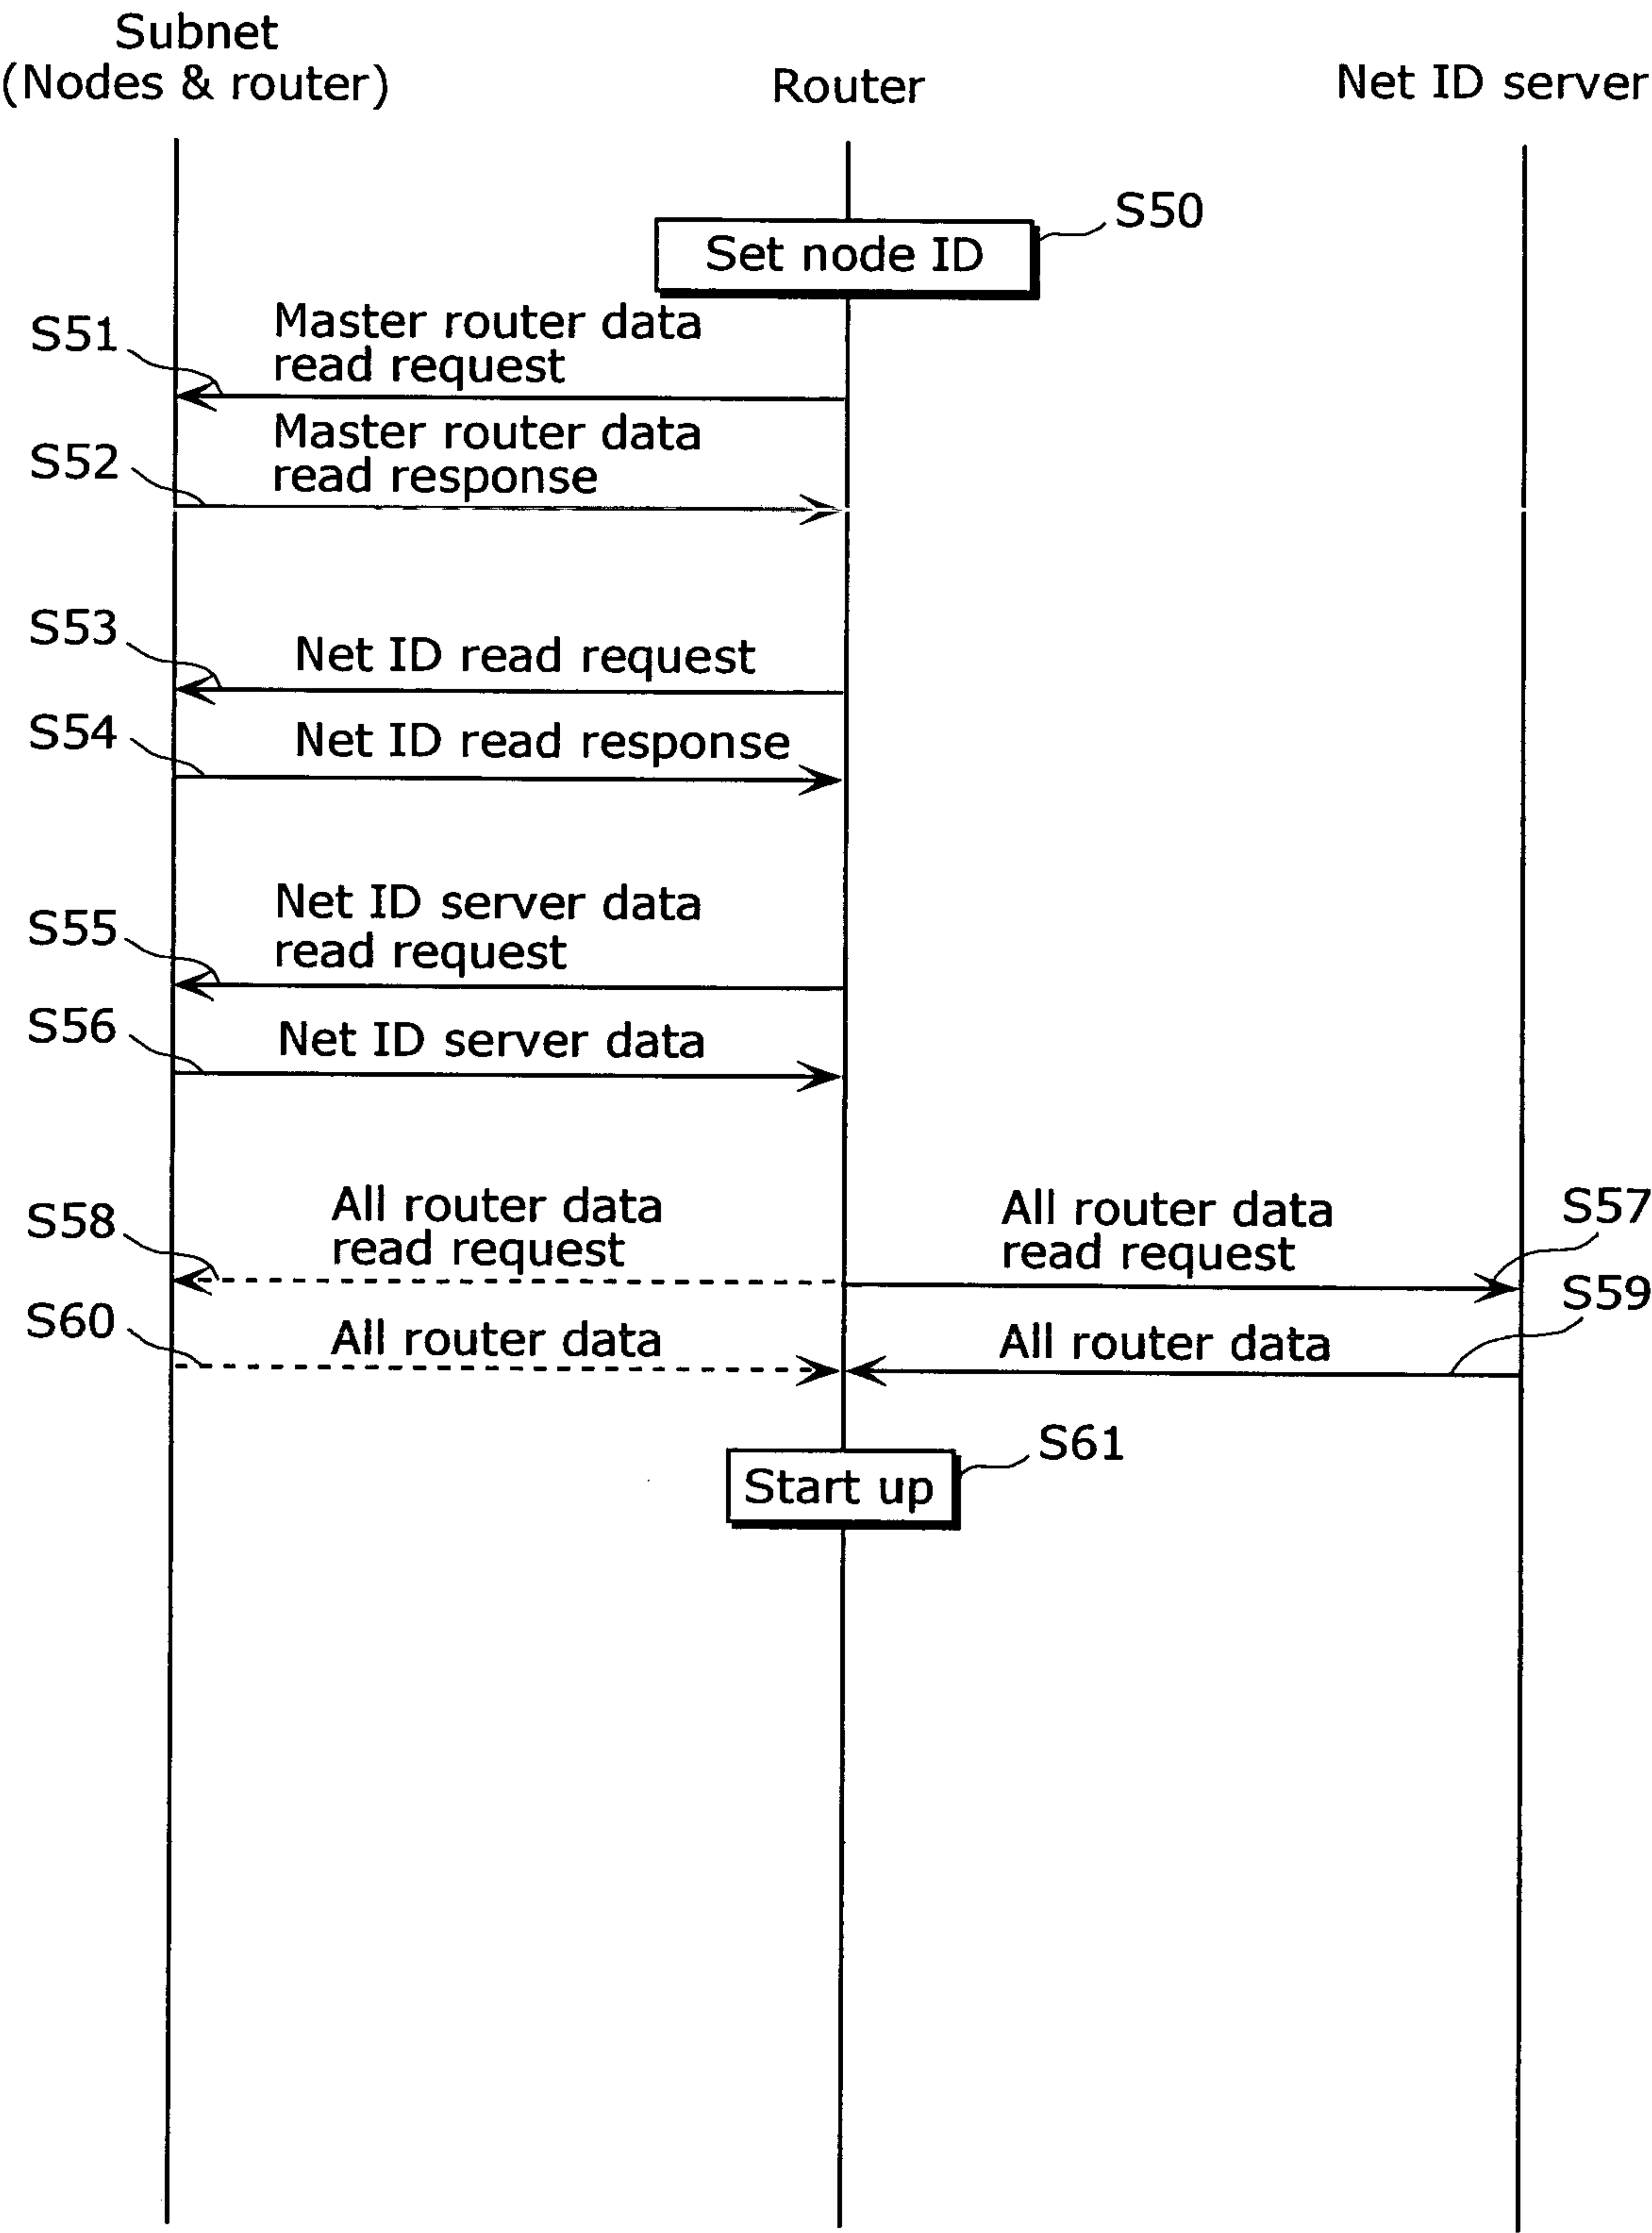 Subnet
(Nodes & router)
Router
Net ID server
S50
Set node ID
S51
Master router data
read request
S52
Master router data
read response
S53
Net ID read request
S54
Net ID read response
S55
Net ID server data
read request
S56
Net ID server data
S58
All router data
read request
All router data
read request
S57
S60
All router data
All router data
S59
S61
Start up